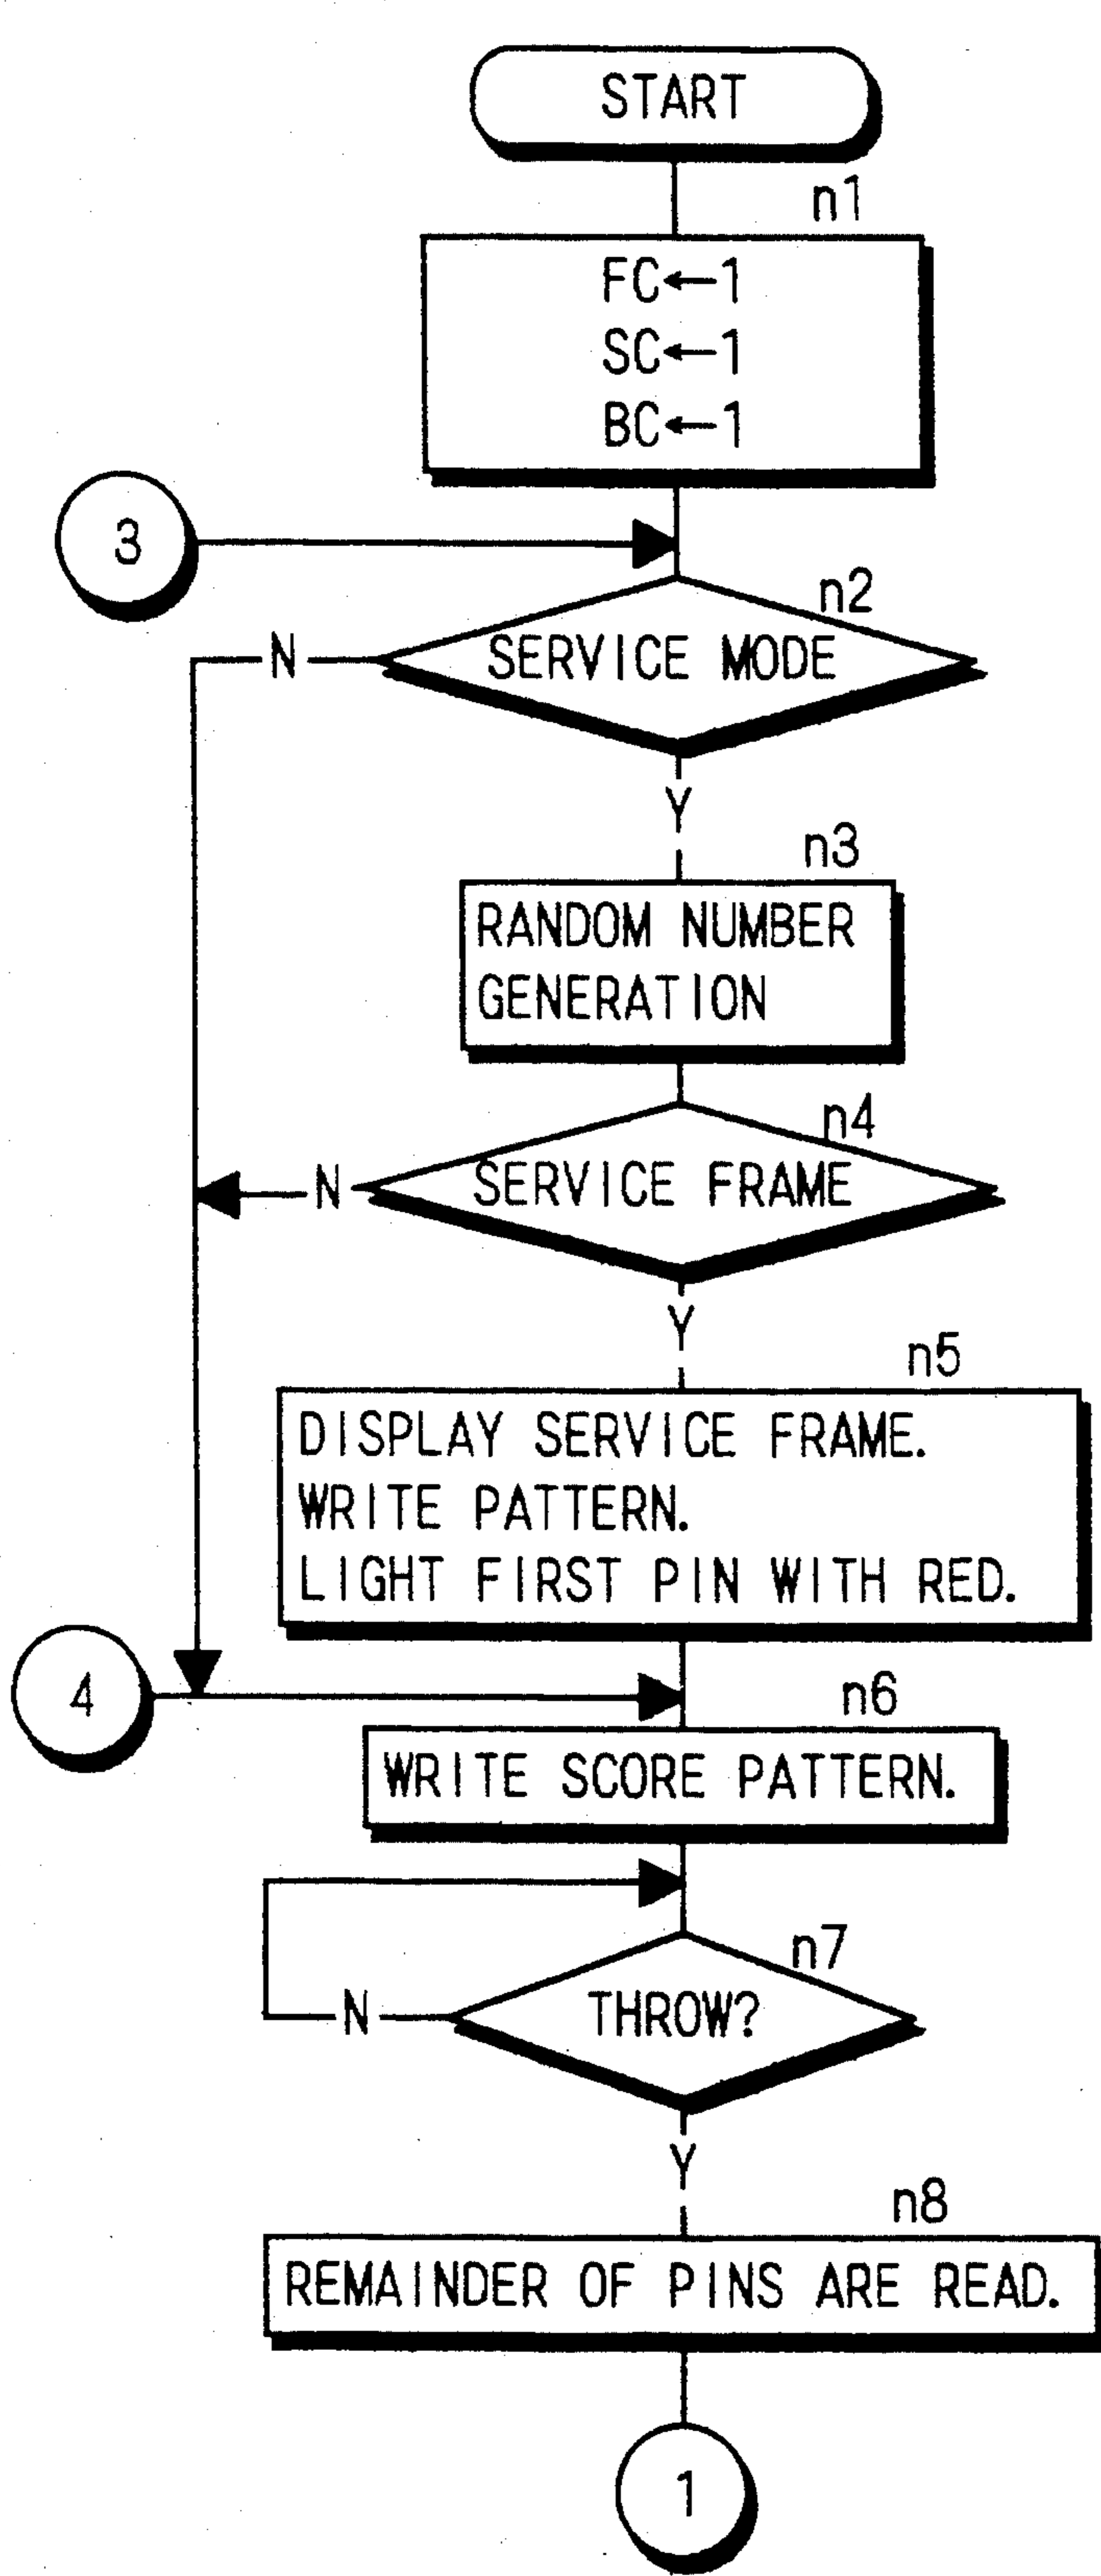 START
n1
FC←1
SC←1
BC←1
3
n2
N
SERVICE MODE
Y
n3
RANDOM NUMBER
GENERATION
n4
N
SERVICE FRAME
Y
n5
DISPLAY SERVICE FRAME.
WRITE PATTERN.
LIGHT FIRST PIN WITH RED.
4
n6
WRITE SCORE PATTERN.
n7
N
THROW?
Y
n8
REMAINDER OF PINS ARE READ.
1